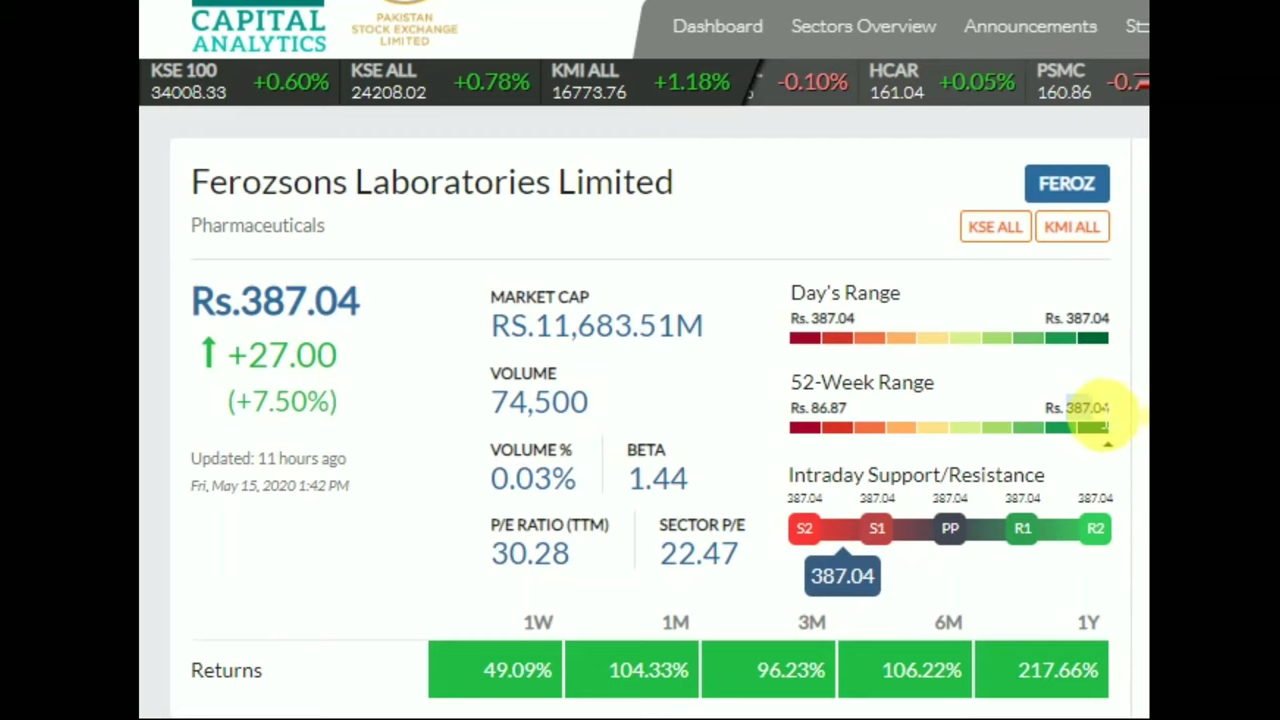 CAPITAL
ANALYTICS
PAKISTAN
STOCK EXCHANGE
LIMITED
Dashboard Sectors Overview Announcements
KSE 100 +0.60% KSE ALL +0.78% KMI ALL +1.18% -0.10% HCAR +0.05% PSMC
34008.33 24208.02 16773.76 161.04 160.86
Ferozsons Laboratories Limited
FEROZ
Pharmaceuticals
KSE ALL KMI ALL
Rs.387.04
+27.00
(+7.50%)
Updated: 11 hours ago
Fri, May 15, 2020 1:42 PM
MARKET CAP
RS.11,683.51M
VOLUME
74,500
VOLUME % BETA
0.03% 1.44
P/E RATIO (TTM) SECTOR P/E
30.28 22.47
Day's Range
Rs. 387.04 Rs. 387.04
52-Week Range
Rs. 86.87 Rs. 387.04
Intraday Support/Resistance
387.04 387.04 387.04 387.04 387.04
S2 S1 PP R1 R2
387.04
1W 1M 3M 6M 1Y
Returns 49.09% 104.33% 96.23% 106.22% 217.66%